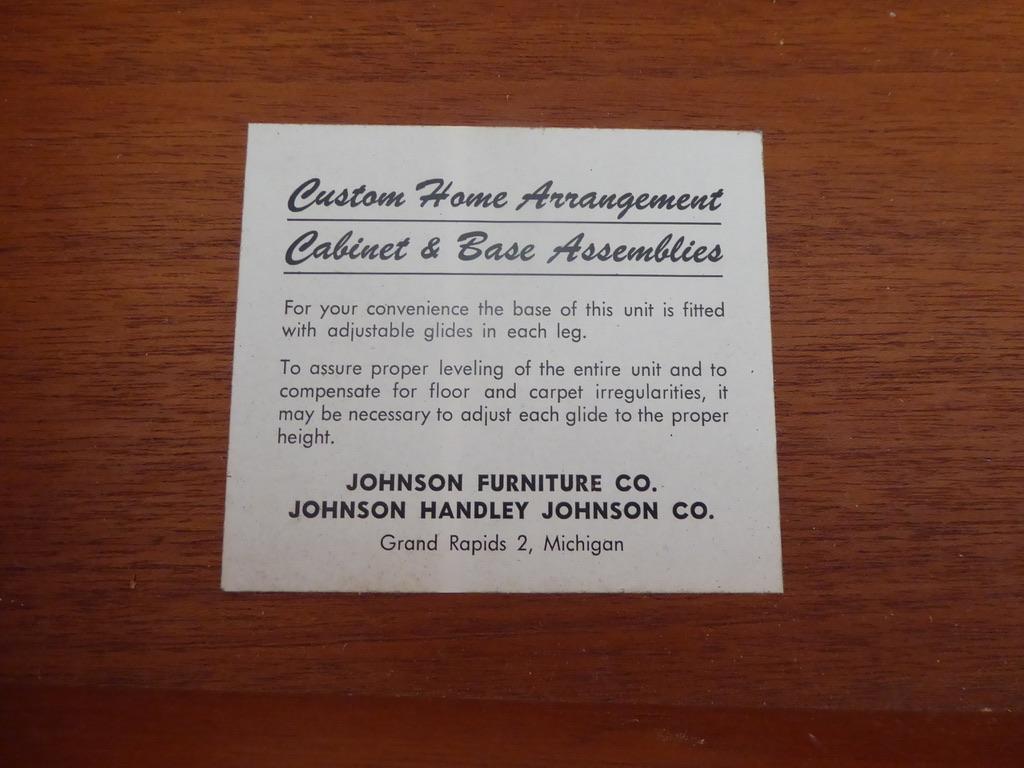 Custom Home Arrangement
Cabinet & Base Assemblies
For your convenience the base of this unit is fitted
with adjustable glides in each leg.
To assure proper leveling of the entire unit and to
compensate for floor and carpet irregularities, it
may be necessary to adjust each glide to the proper
height.
JOHNSON FURNITURE CO.
JOHNSON HANDLEY JOHNSON CO.
Grand Rapids 2, Michigan